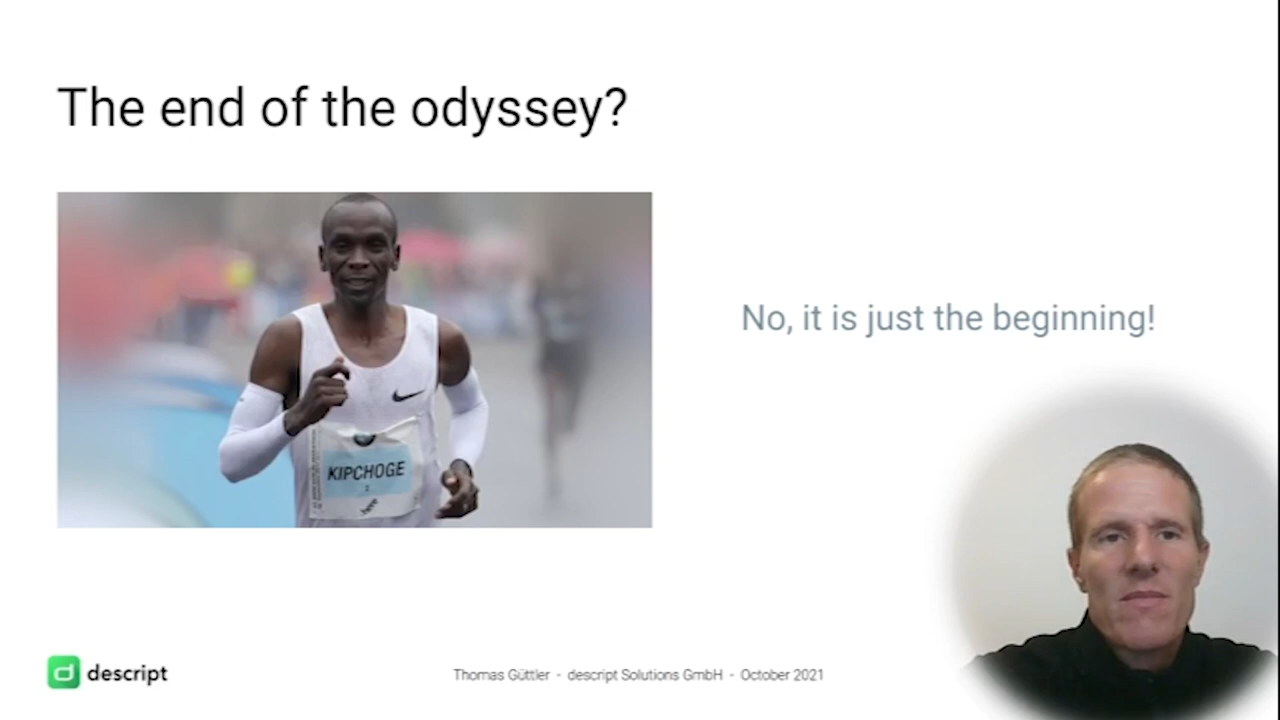 The end of the odyssey?
KIPCHOGE
No, it is just the beginning!
descript
Thomas Güttler - descript Solutions GmbH - October 2021